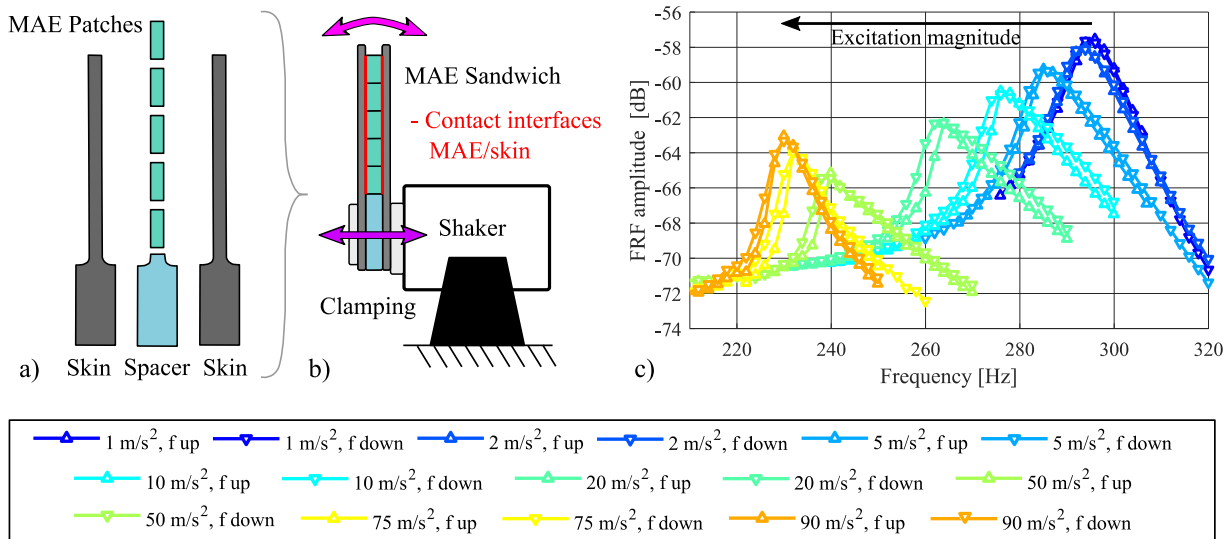 MAE Patches
Skin
Spacer
Skin
a)
MAE Sandwich
- Contact interfaces
MAE/skin
Shaker
Clamping
b)
Excitation magnitude
FRF amplitude [dB]
-56
-58
-60
-62
-64
-66
-68
-70
-72
-74
220
240
260
280
300
320
Frequency [Hz]
c)
1 m/s², f up
1 m/s², f down
2 m/s², f up
2 m/s², f down
5 m/s², f up
5 m/s², f down
10 m/s², f up
10 m/s², f down
20 m/s², f up
20 m/s², f down
50 m/s², f up
50 m/s², f down
75 m/s², f up
75 m/s², f down
90 m/s², f up
90 m/s², f down